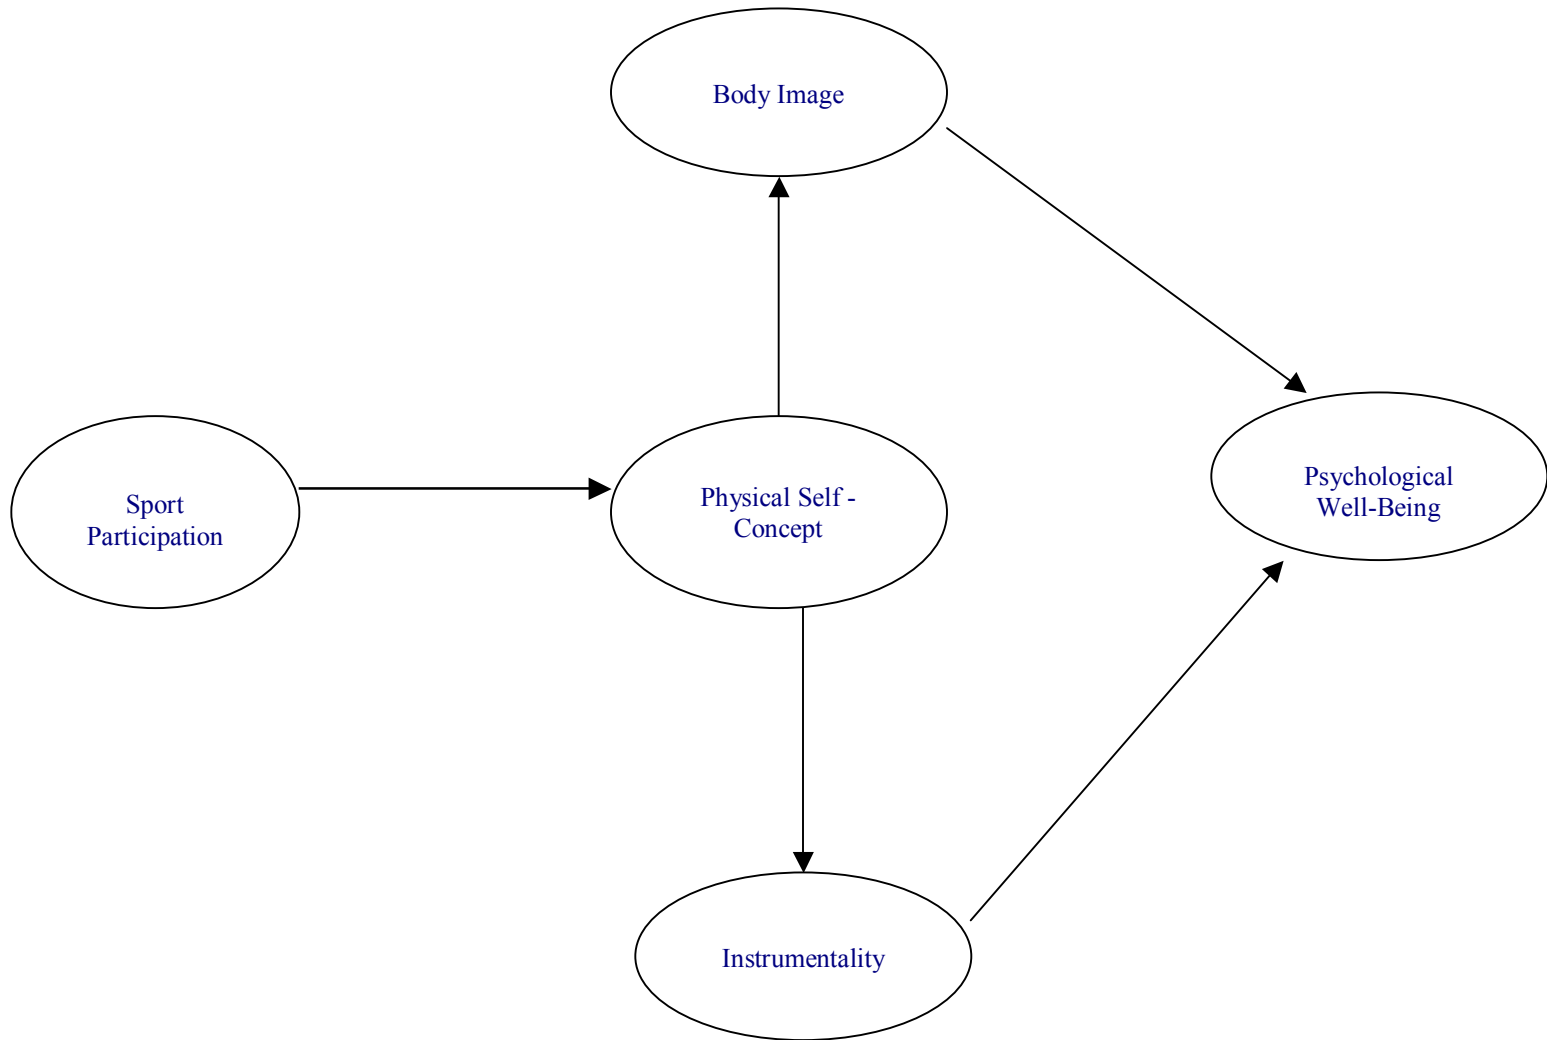 Body Image
Sport
Participation
Physical Self -
Concept
Psychological
Well-Being
Instrumentality